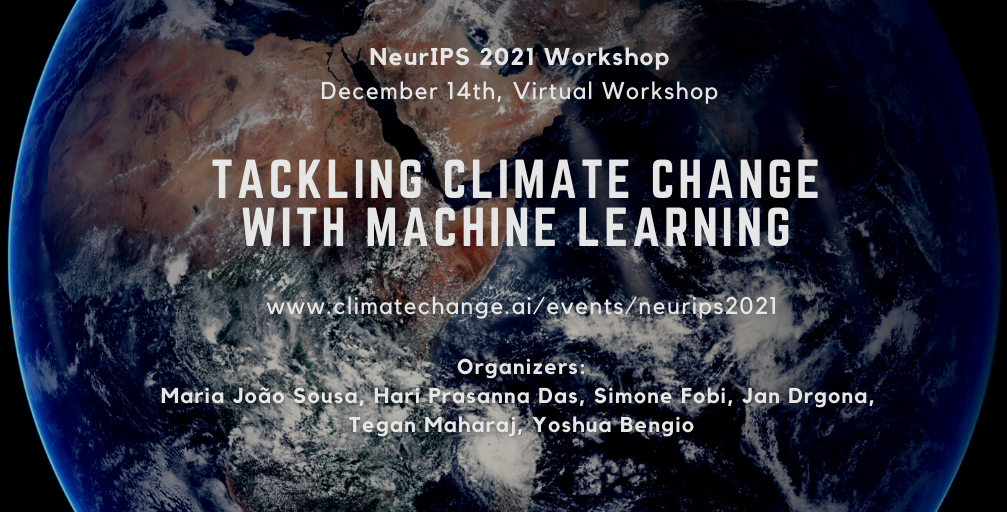 NeurIPS 2021 Workshop
December 14th, Virtual Workshop
TACKLING CLIMATE CHANGE
WITH MACHINE LEARNING
www.climatechange.ai/events/neurips2021
Organizers:
Maria João Sousa, Hari Prasanna Das, Simone Fobi, Jan Drgona,
Tegan Maharaj, Yoshua Bengio